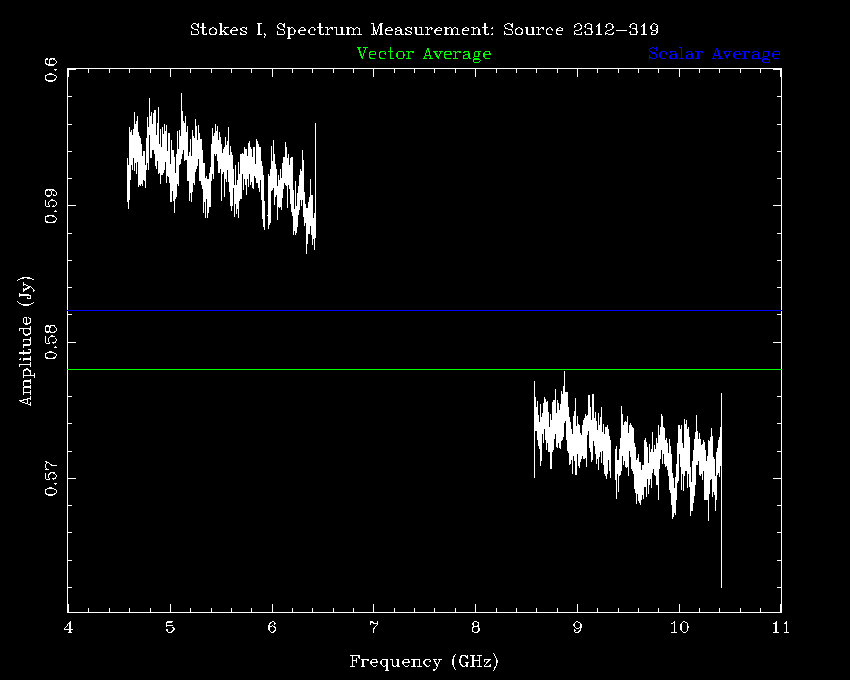 Stokes I, Spectrum Measurement: Source 2312-319
Vector Average Scalar Average
0.6
0.59
0.58
0.57
Amplitude (Jy)
4 5 6 7 8 9 10 11
Frequency (GHz)